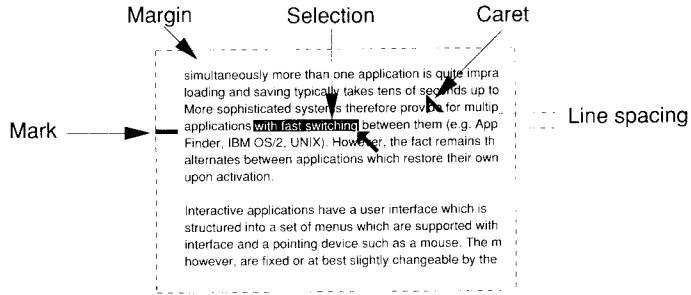 Margin Selection Caret
simultaneously more than one application is quite impra
loading and saving typically takes tens of seconds up to
More sophisticated systems therefore provide for multip
applications with fast switching between them (e.g. App
Finder, IBM OS/2, UNIX). However, the fact remains th
alternates between applications which restore their own
upon activation.
Mark
Line spacing
Interactive applications have a user interface which is
structured into a set of menus which are supported with
interface and a pointing device such as a mouse. The m
however, are fixed or at best slightly changeable by the